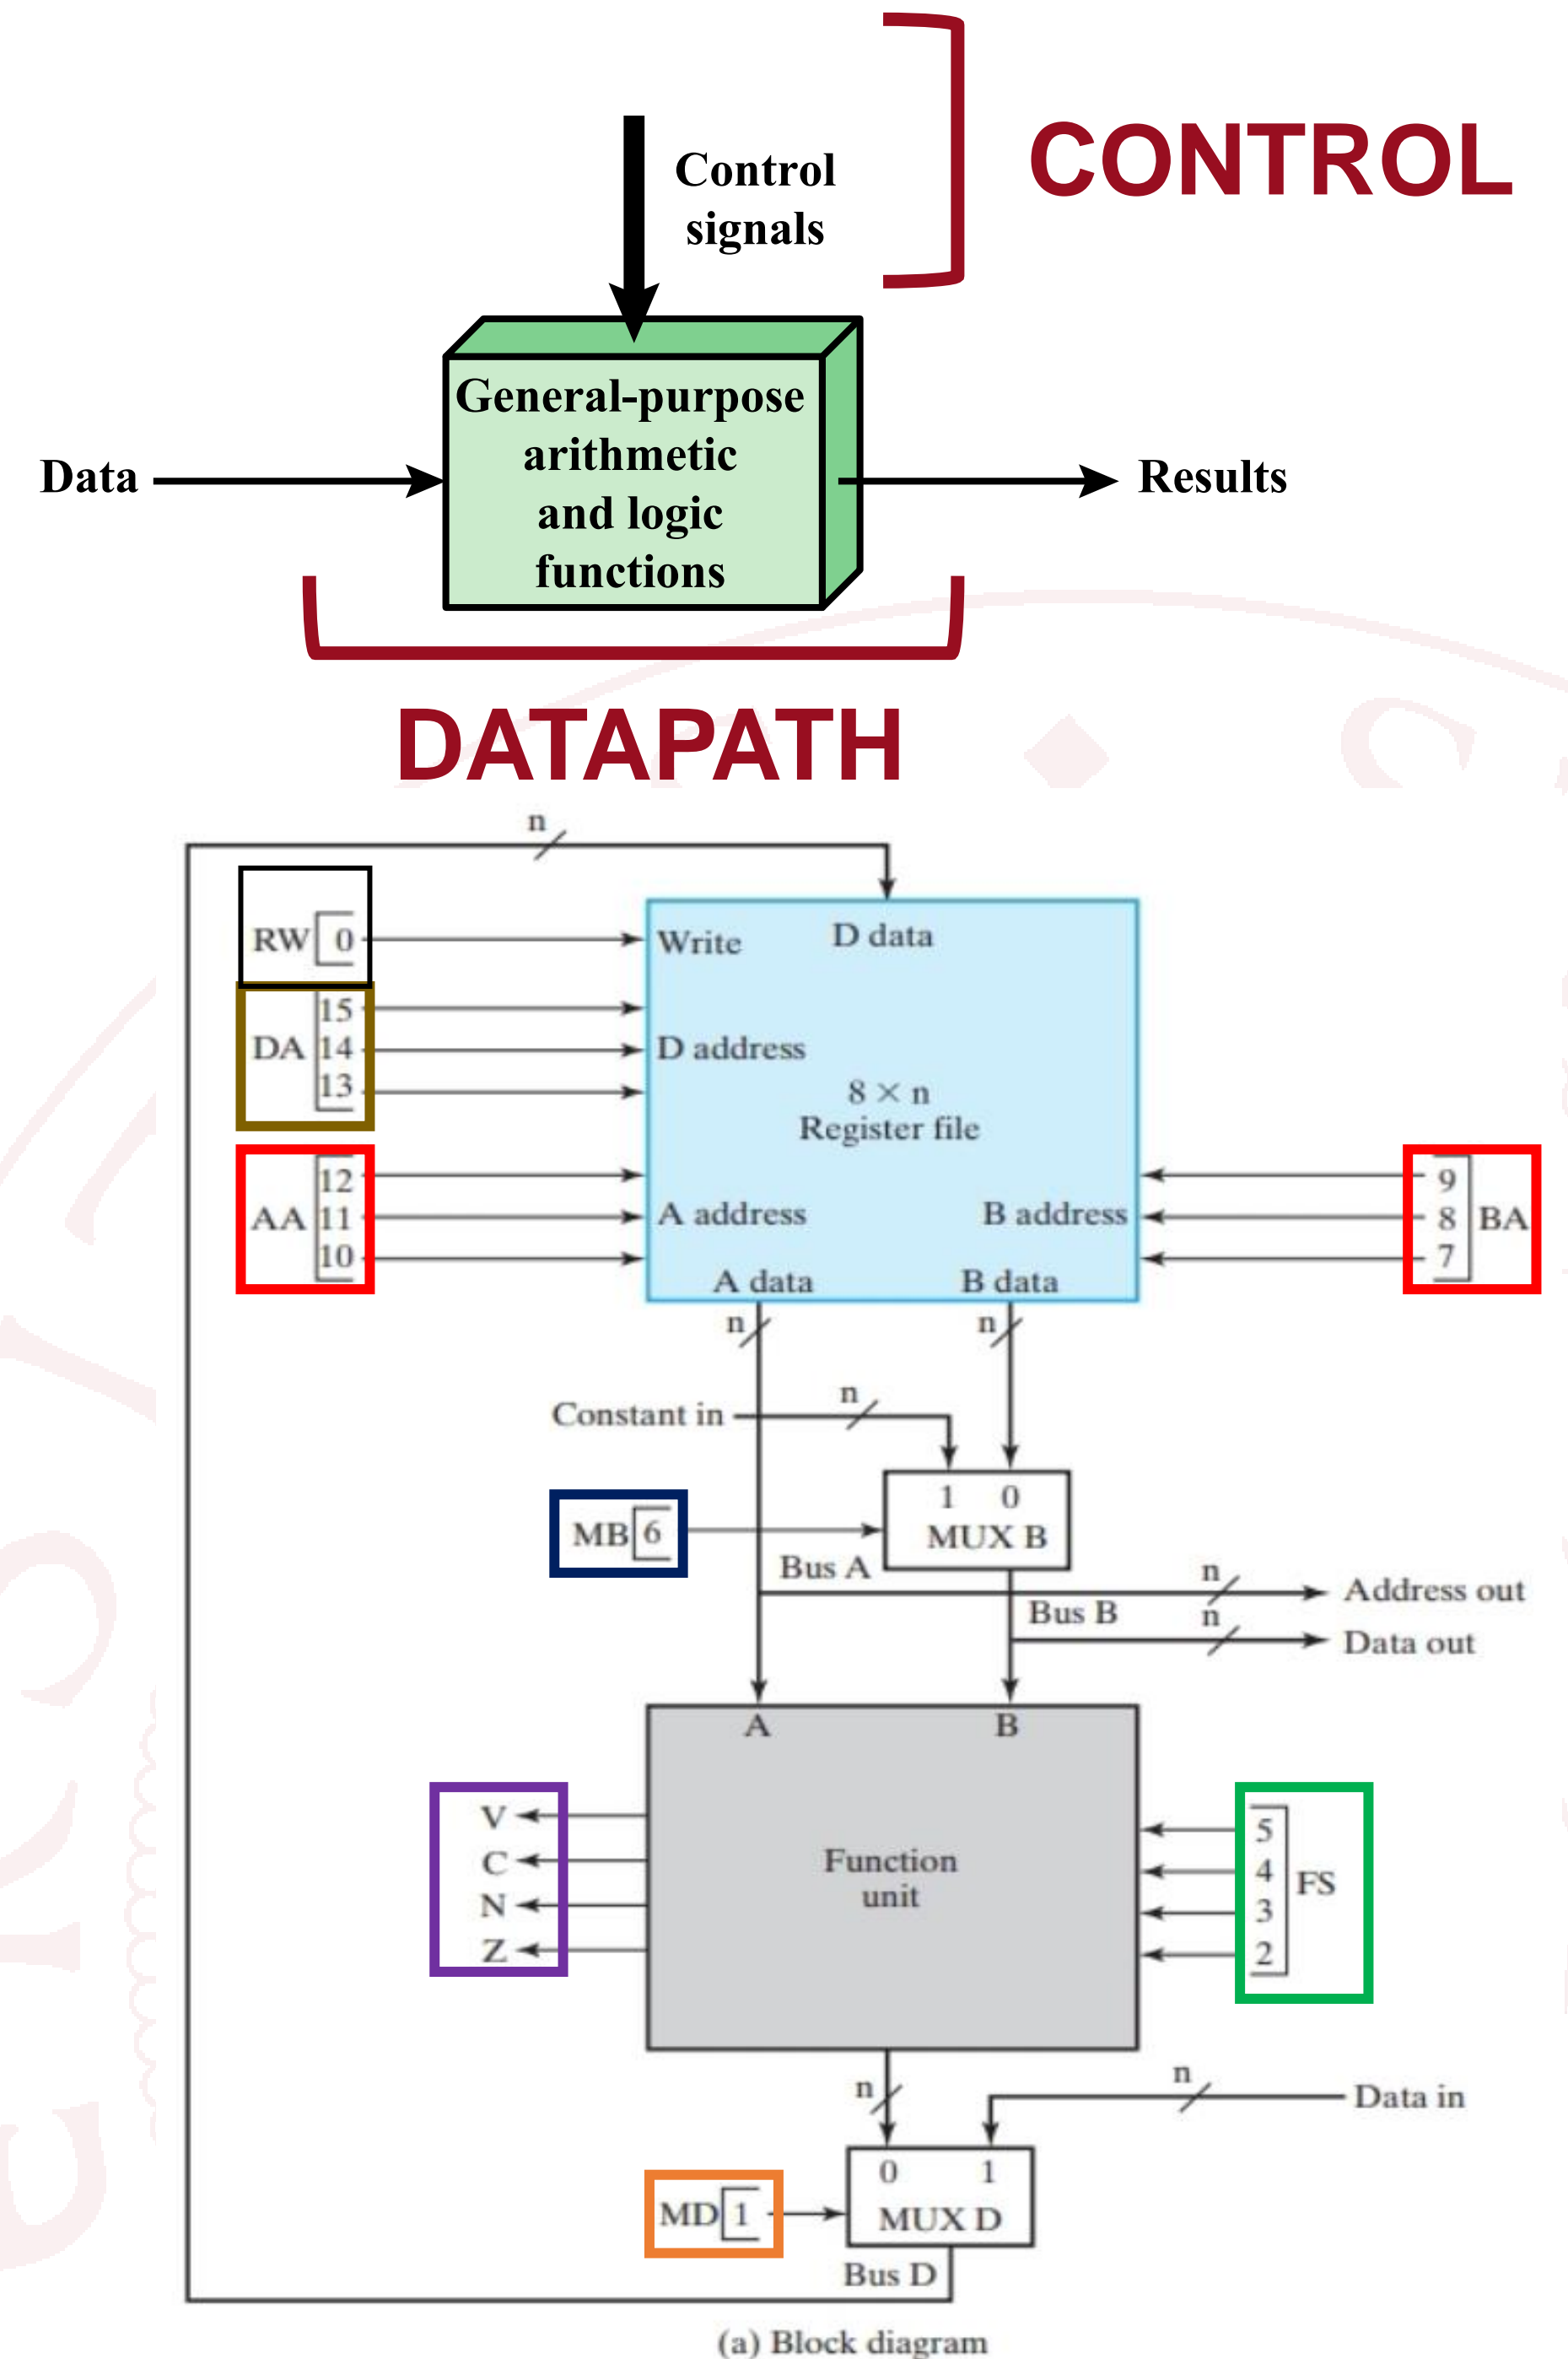 CONTROL
Control
signals
General-purpose
arithmetic
and logic
functions
Data
Results
DATAPATH
n
RW 0
Write
D data
15
DA 14
13
D address
8 × n
Register file
12
AA 11
10
A address
B address
9
8 BA
7
A data
B data
n
n
Constant in
n
1 0
MUX B
MB 6
Bus A
n
Address out
Bus B
n
Data out
A
B
V
C
N
Z
Function
unit
5
4
3
2
FS
n
n
Data in
0 1
MUX D
MD 1
Bus D
(a) Block diagram